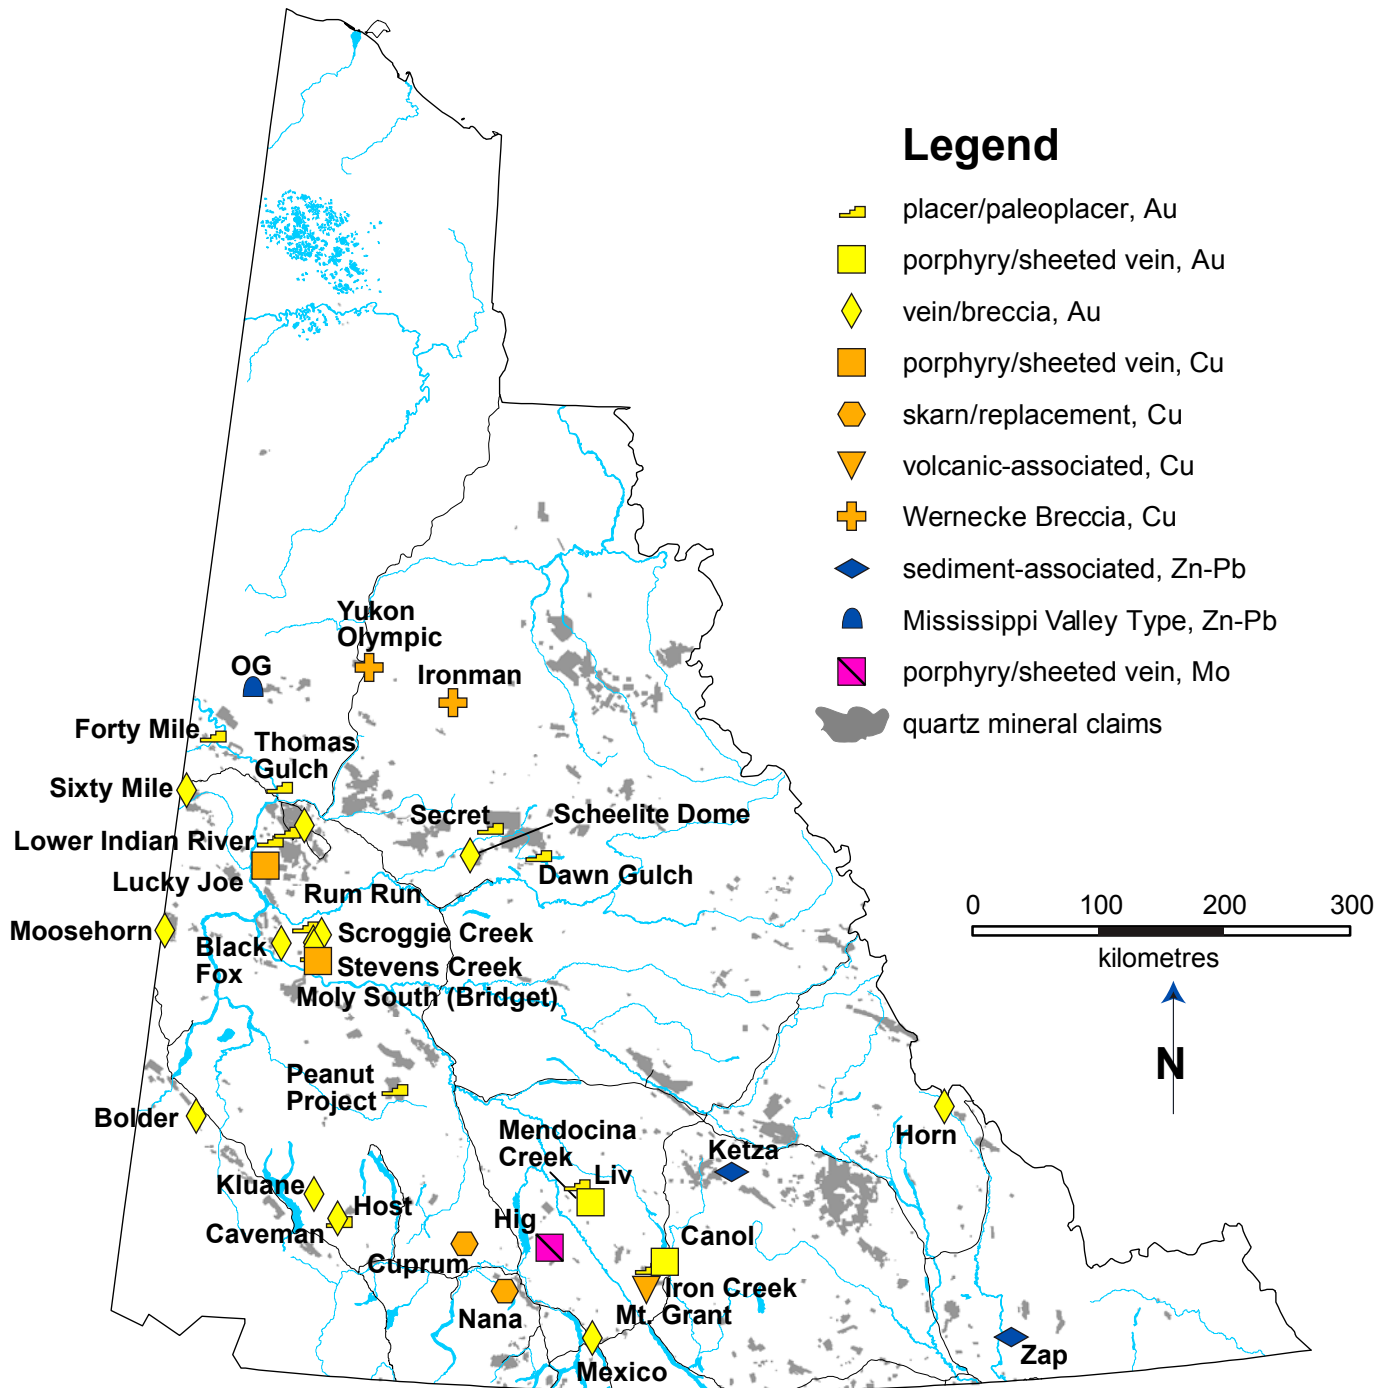 Legend
placer/paleoplacer, Au
porphyry/sheeted vein, Au
vein/breccia, Au
porphyry/sheeted vein, Cu
skarn/replacement, Cu
volcanic-associated, Cu
Wernecke Breccia, Cu
sediment-associated, Zn-Pb
Mississippi Valley Type, Zn-Pb
porphyry/sheeted vein, Mo
quartz mineral claims
Yukon
Olympic
OG
Ironman
Forty Mile
Thomas
Gulch
Sixty Mile
Secret
Scheelite Dome
Lower Indian River
Dawn Gulch
Lucky Joe
Rum Run
0 100 200 300
kilometres
N
Moosehorn
Scroggie Creek
Black
Fox
Stevens Creek
Moly South (Bridget)
Peanut
Project
Bolder
Horn
Mendocina
Creek
Ketza
Liv
Kluane
Host
Caveman
Hig
Canol
Cuprum
Iron Creek
Mt. Grant
Nana
Zap
Mexico